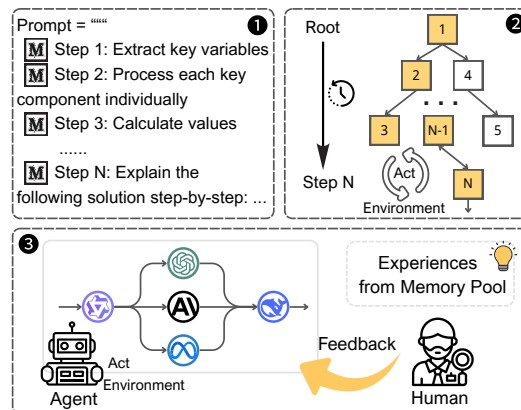 1
Prompt = “““
M Step 1: Extract key variables
M Step 2: Process each key
component individually
M Step 3: Calculate values
......
M Step N: Explain the
following solution step-by-step: ...
2
Root
Step N
1
2
4
. . .
3
N-1
5
N
Act
Environment
3
AI
Agent
Act
Environment
Experiences
from Memory Pool
Feedback
Human